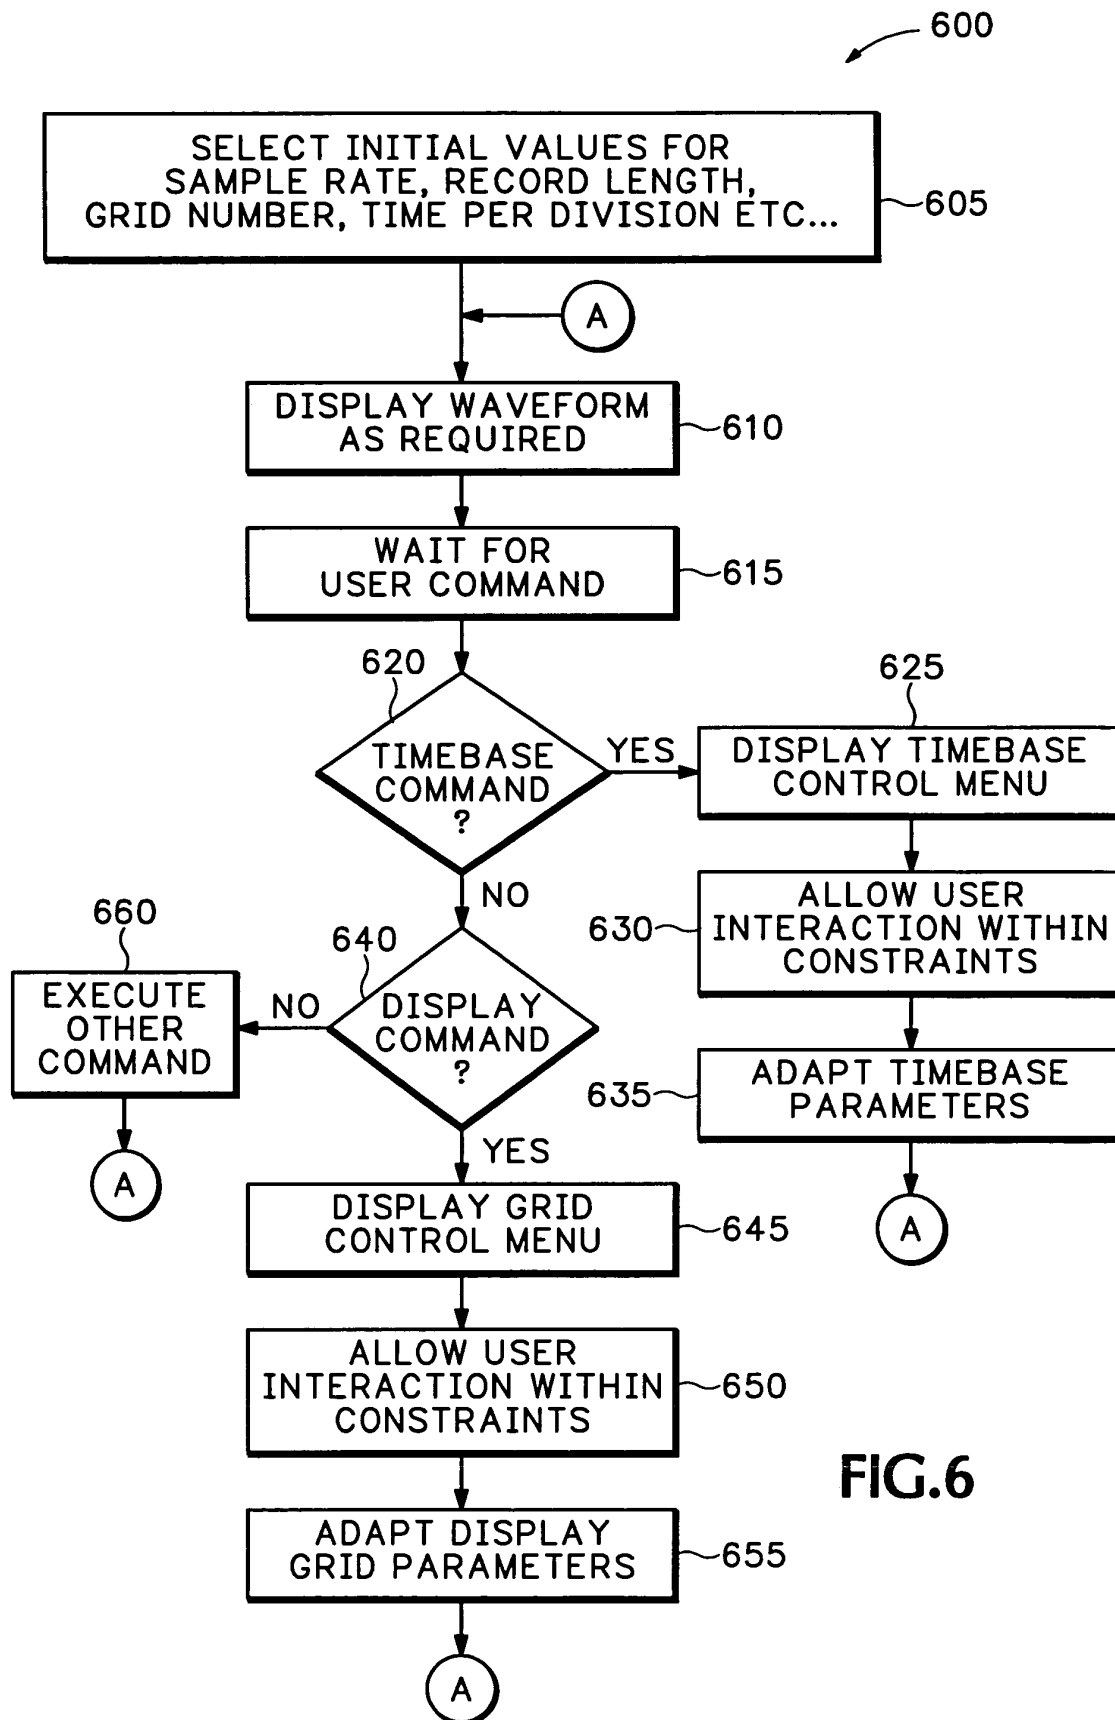 600
SELECT INITIAL VALUES FOR
SAMPLE RATE, RECORD LENGTH,
GRID NUMBER, TIME PER DIVISION ETC...
605
A
DISPLAY WAVEFORM
AS REQUIRED
610
WAIT FOR
USER COMMAND
615
620
TIMEBASE
COMMAND
?
YES
625
DISPLAY TIMEBASE
CONTROL MENU
NO
630
ALLOW USER
INTERACTION WITHIN
CONSTRAINTS
635
ADAPT TIMEBASE
PARAMETERS
A
640
DISPLAY
COMMAND
?
NO
660
EXECUTE
OTHER
COMMAND
A
YES
DISPLAY GRID
CONTROL MENU
645
ALLOW USER
INTERACTION WITHIN
CONSTRAINTS
650
ADAPT DISPLAY
GRID PARAMETERS
655
A
FIG.6